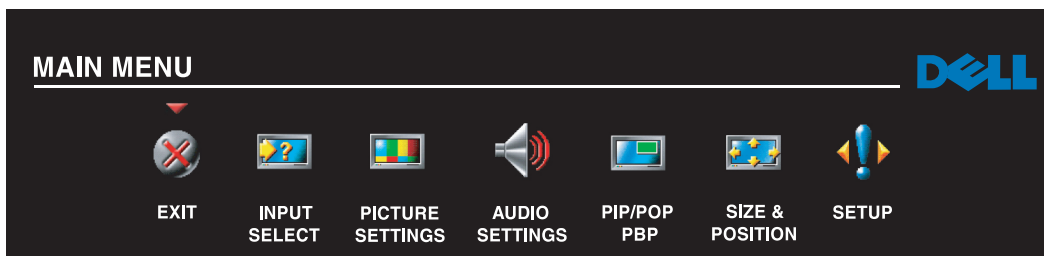 MAIN MENU
DELL
EXIT
INPUT
SELECT
PICTURE
SETTINGS
AUDIO
SETTINGS
PIP/POP
PBP
SIZE &
POSITION
SETUP